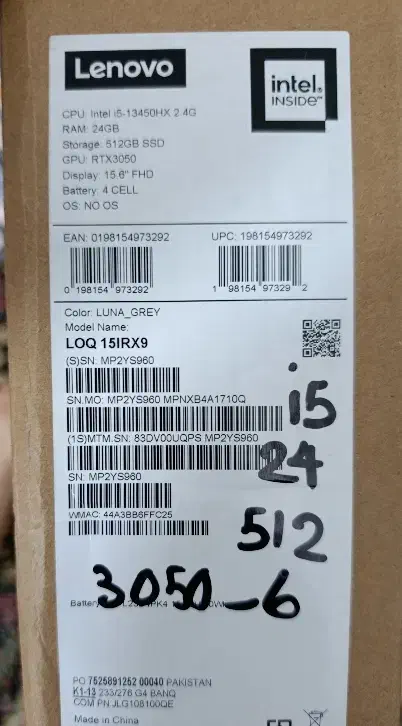 Lenovo
intel.
INSIDE™
CPU: Intel i5-13450HX 2.4G
RAM: 24GB
Storage: 512GB SSD
GPU: RTX3050
Display: 15.6" FHD
Battery: 4 CELL
OS: NO OS
EAN: 0198154973292 UPC: 198154973292
0 198154 973292 1 98154 97329 2
Color: LUNA_GREY
Model Name:
LOQ 15IRX9
(S)SN: MP2YS960
SN.MO: MP2YS960 MPNXB4A1710Q
i5
(1S)MTM.SN: 83DV00UQPS MP2YS960
24
SN: MP2YS960
WMAC: 44A3BB6FFC25
512
3050-6
Battery
PO 7525891252 00040 PAKISTAN
K1-13 233/276 G4 BANQ
COM PN JLG108100QE
Made in China